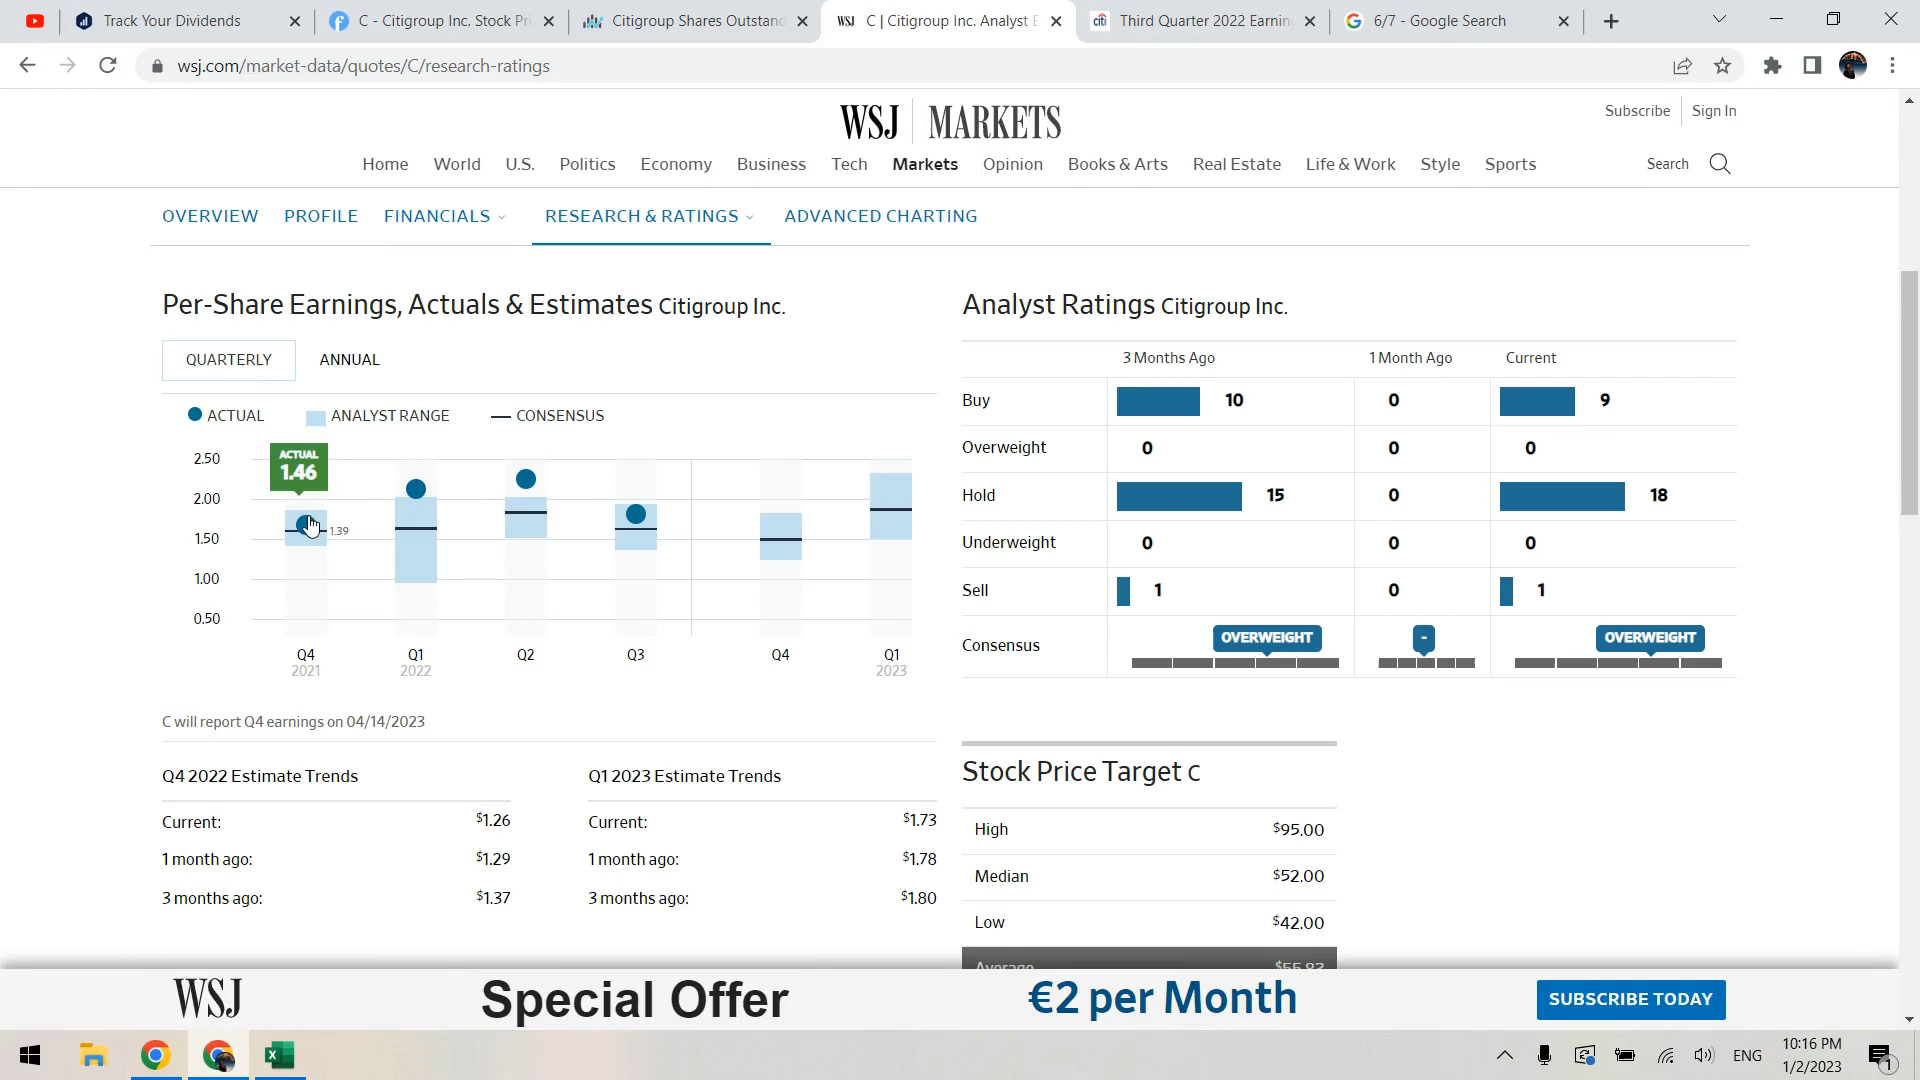 Track Your Dividends
C - Citigroup Inc. Stock Pri
Citigroup Shares Outstand
WSJ C | Citigroup Inc. Analyst E
citi Third Quarter 2022 Earnin
6/7 - Google Search
wsj.com/market-data/quotes/C/research-ratings
WSJ | MARKETS
Subscribe
Sign In
Home World U.S. Politics Economy Business Tech Markets Opinion Books & Arts Real Estate Life & Work Style Sports
Search
OVERVIEW PROFILE FINANCIALS RESEARCH & RATINGS ADVANCED CHARTING
Per-Share Earnings, Actuals & Estimates Citigroup Inc.
QUARTERLY ANNUAL
ACTUAL ANALYST RANGE CONSENSUS
ACTUAL
1.46
2.50
2.00
1.50
1.00
0.50
1.39
Q4 Q1 Q2 Q3 Q4 Q1
2021 2022 2023
C will report Q4 earnings on 04/14/2023
Q4 2022 Estimate Trends
Current: $1.26
1 month ago: $1.29
3 months ago: $1.37
Q1 2023 Estimate Trends
Current: $1.73
1 month ago: $1.78
3 months ago: $1.80
Analyst Ratings Citigroup Inc.
3 Months Ago 1 Month Ago Current
Buy 10 0 9
Overweight 0 0 0
Hold 15 0 18
Underweight 0 0 0
Sell 1 0 1
Consensus OVERWEIGHT - OVERWEIGHT
Stock Price Target C
High $95.00
Median $52.00
Low $42.00
Average $55.83
WSJ Special Offer €2 per Month SUBSCRIBE TODAY
ENG
10:16 PM
1/2/2023
1